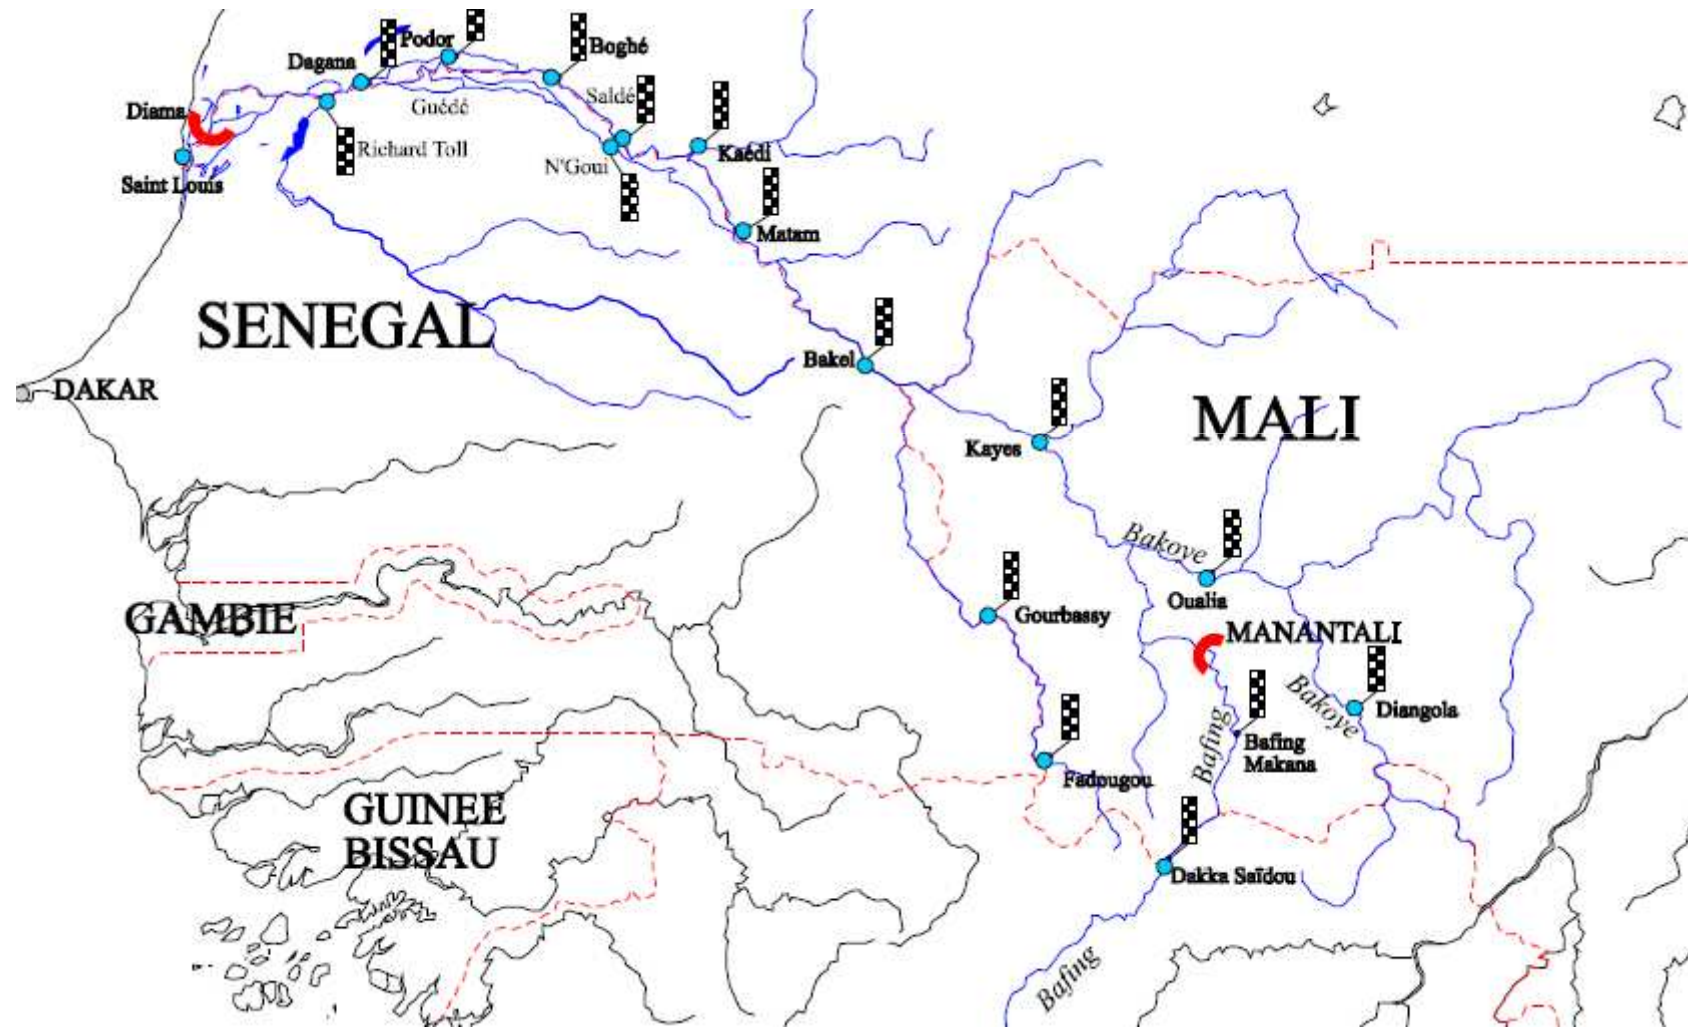 Podor
Boghé
Dagana
Saldé
Guédé
Diama
Richard Toll
Kaédi
N'Goui
Saint Louis
Matam
SENEGAL
Bakel
DAKAR
MALI
Kayes
Bakoye
Oualia
GAMBIE
Gourbassy
MANANTALI
Bakoye
Diangola
Bafing
Bafing
Makana
Fadougou
GUINEE
BISSAU
Dakka Saïdou
Bafing